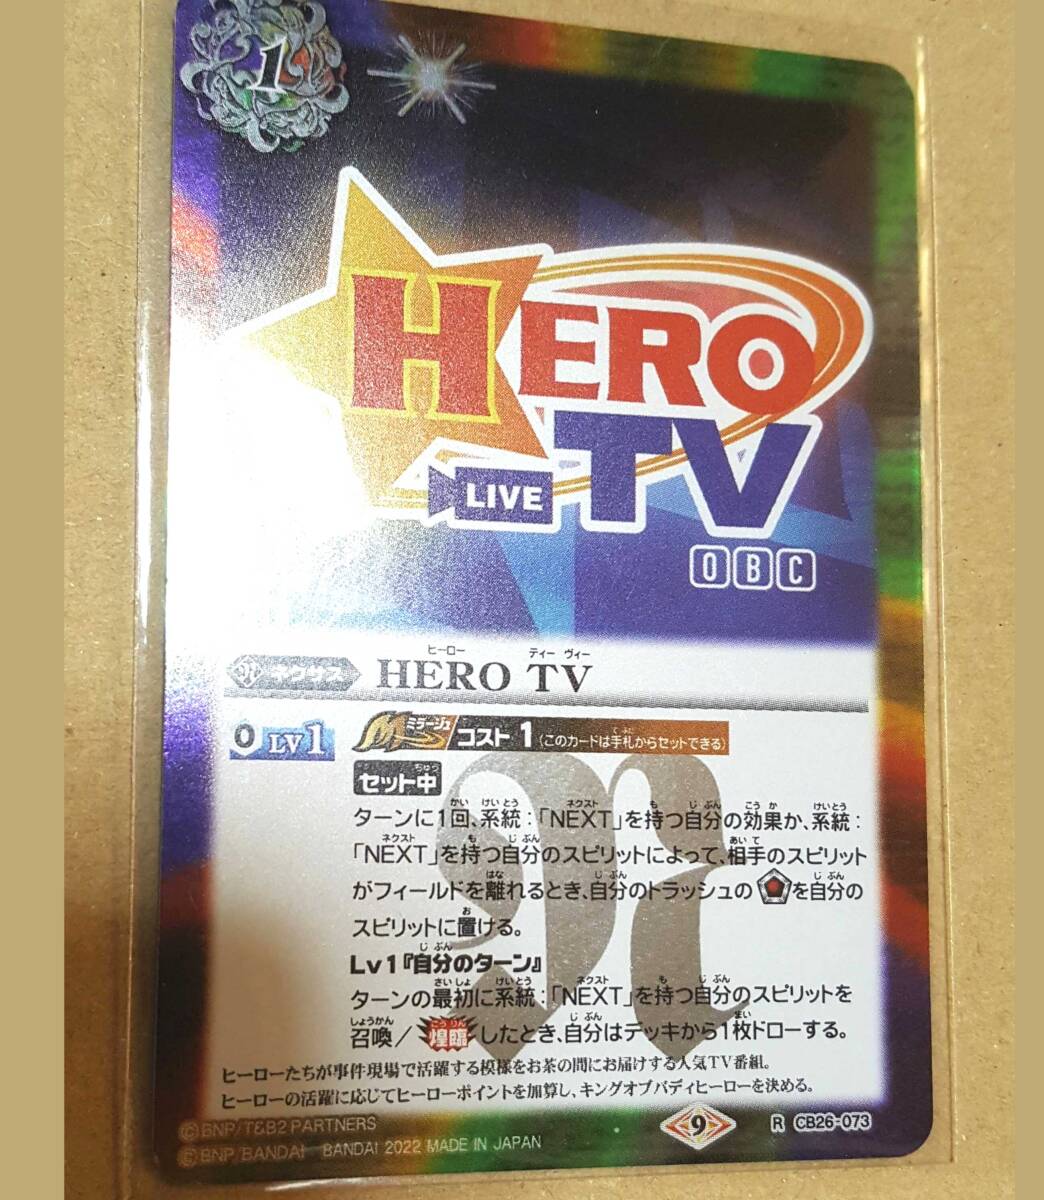 1
HERO
TV
LIVE
OBC
ヒーロー ティー ヴィー
ネクサス HERO TV
0 LV1
ミラージュ コスト 1 (このカードは手札からセットできる)
セット中
ターンに1回、系統:「NEXT」を持つ自分の効果か、系統:
「NEXT」を持つ自分のスピリットによって、相手のスピリット
がフィールドを離れるとき、自分のトラッシュの を自分の
スピリットに置ける。
Lv1『自分のターン』
ターンの最初に系統:「NEXT」を持つ自分のスピリットを
召喚/煌臨したとき、自分はデッキから1枚ドローする。
ヒーローたちが事件現場で活躍する模様をお茶の間にお届けする人気TV番組。
ヒーローの活躍に応じてヒーローポイントを加算し、キングオブバディヒーローを決める。
©BNP/T&B2 PARTNERS
©BNP/BANDAI BANDAI 2022 MADE IN JAPAN
9 R CB26-073